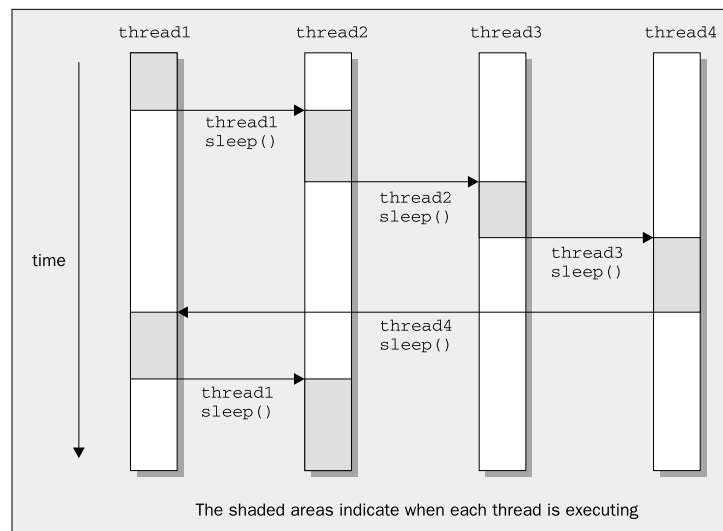 thread1 thread2 thread3 thread4
thread1
sleep()
thread2
sleep()
thread3
sleep()
time
thread4
sleep()
thread1
sleep()
The shaded areas indicate when each thread is executing